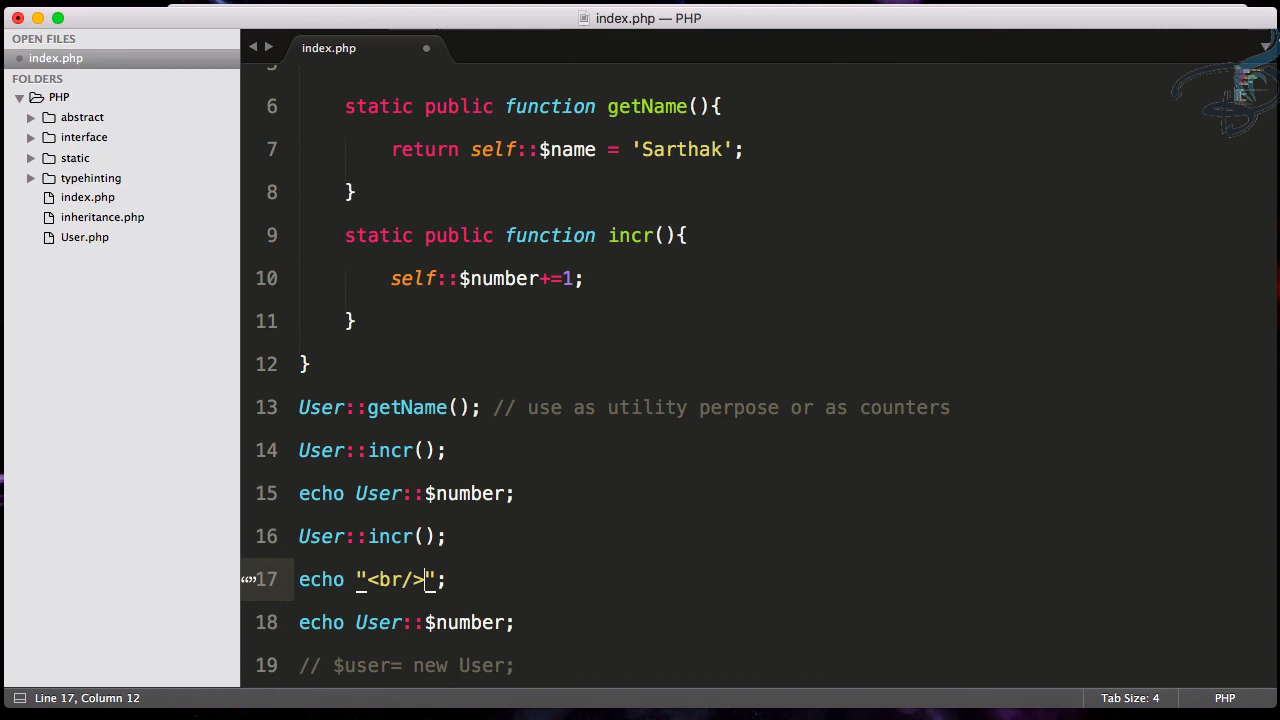 index.php — PHP
OPEN FILES
index.php
FOLDERS
PHP
abstract
interface
static
typehinting
index.php
inheritance.php
User.php
index.php
5
6 static public function getName(){
7 return self::$name = 'Sarthak';
8 }
9 static public function incr(){
10 self::$number+=1;
11 }
12 }
13 User::getName(); // use as utility perpose or as counters
14 User::incr();
15 echo User::$number;
16 User::incr();
17 echo "<br/>";
18 echo User::$number;
19 // $user= new User;
Line 17, Column 12
Tab Size: 4
PHP